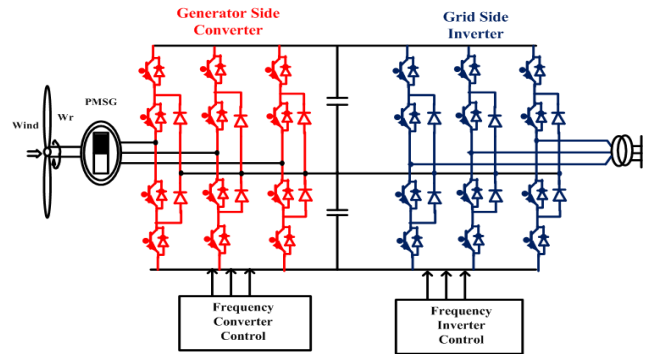 Generator Side
Converter
Grid Side
Inverter
PMSG
Wr
Wind
Frequency
Converter
Control
Frequency
Inverter
Control